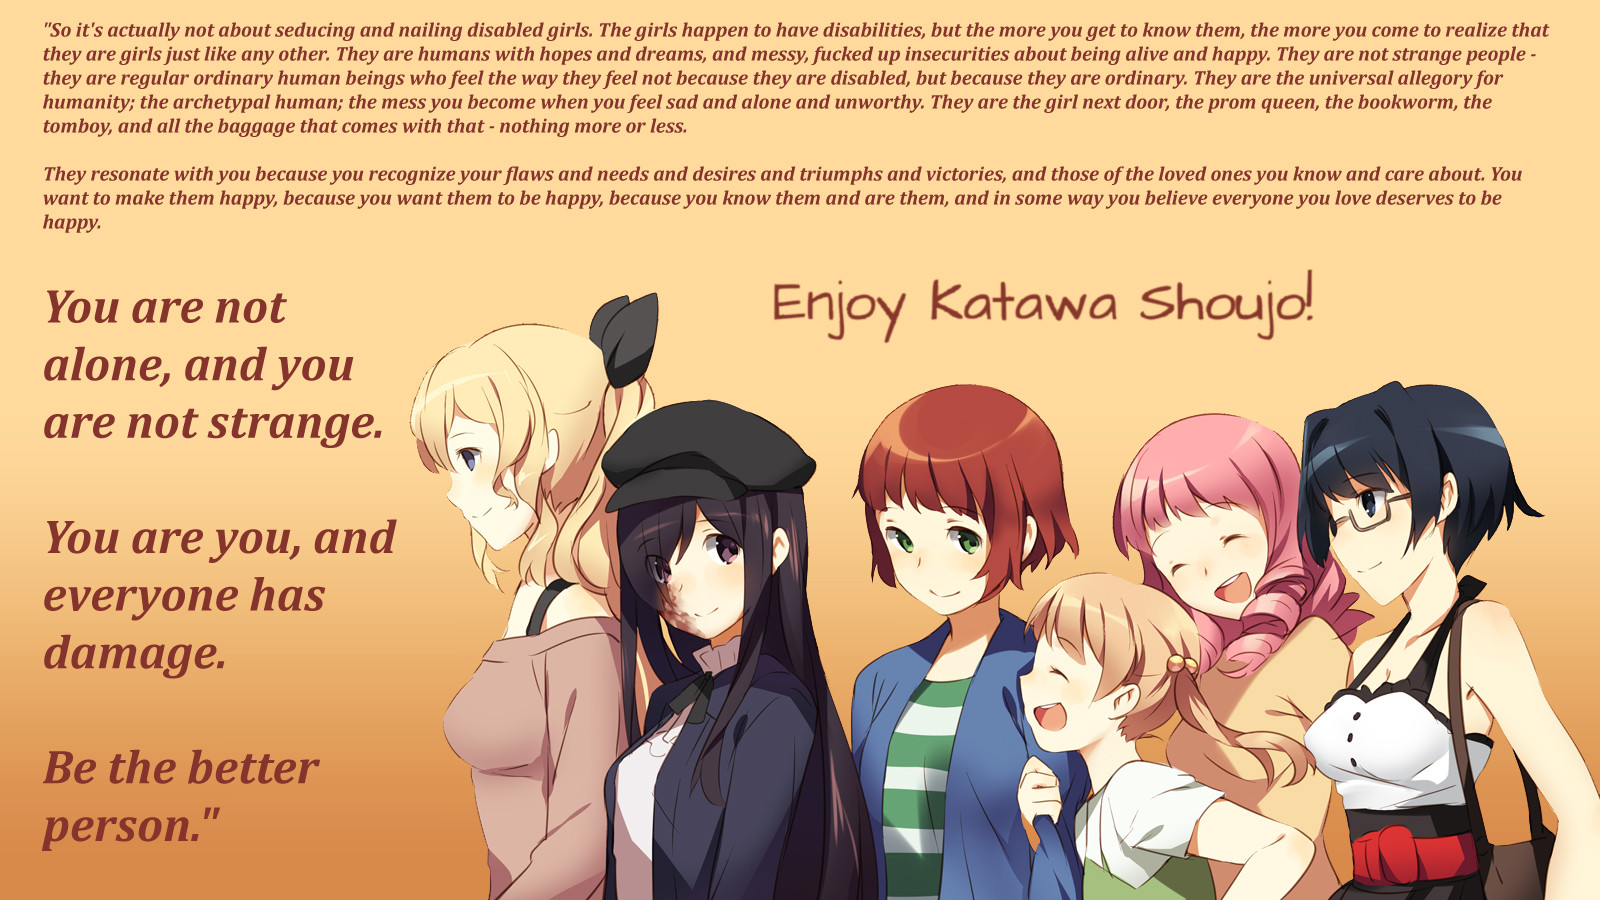 "So it's actually not about seducing and nailing disabled girls. The girls happen to have disabilities, but the more you get to know them, the more you come to realize that
they are girls just like any other. They are humans with hopes and dreams, and messy, fucked up insecurities about being alive and happy. They are not strange people -
they are regular ordinary human beings who feel the way they feel not because they are disabled, but because they are ordinary. They are the universal allegory for
humanity; the archetypal human; the mess you become when you feel sad and alone and unworthy. They are the girl next door, the prom queen, the bookworm, the
tomboy, and all the baggage that comes with that - nothing more or less.
They resonate with you because you recognize your flaws and needs and desires and triumphs and victories, and those of the loved ones you know and care about. You
want to make them happy, because you want them to be happy, because you know them and are them, and in some way you believe everyone you love deserves to be
happy.
You are not
alone, and you
are not strange.
You are you, and
everyone has
damage.
Be the better
person."
Enjoy Katawa Shoujo!